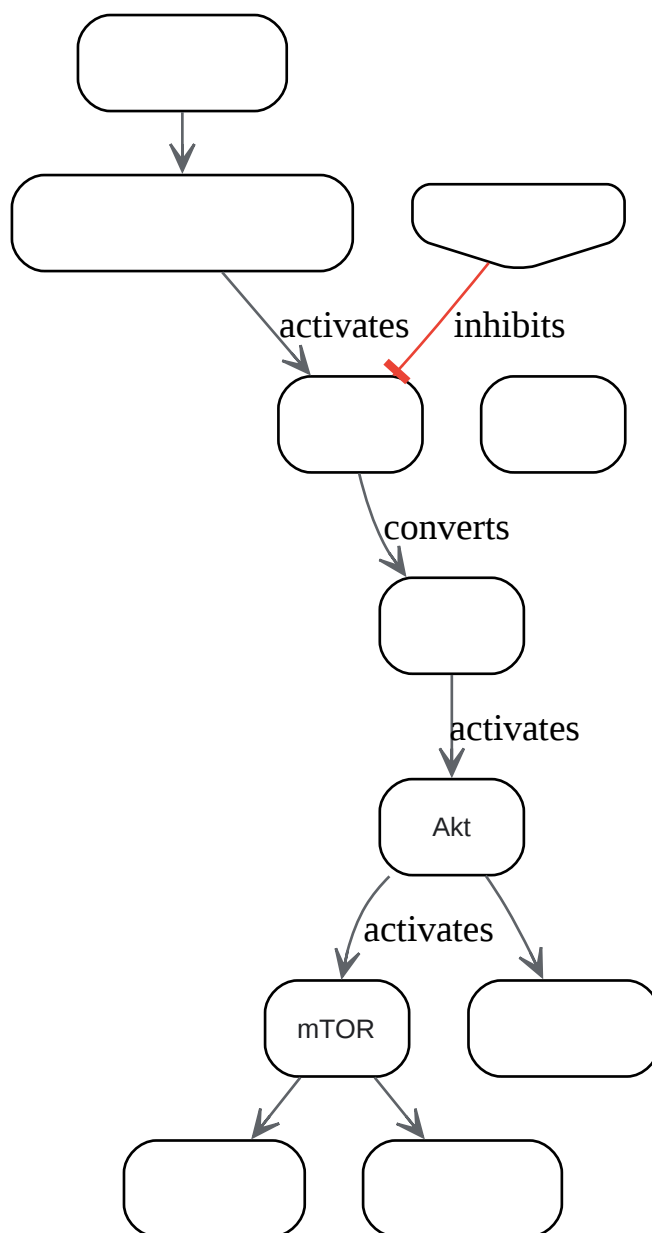 activates
inhibits
converts
activates
Akt
activates
mTOR